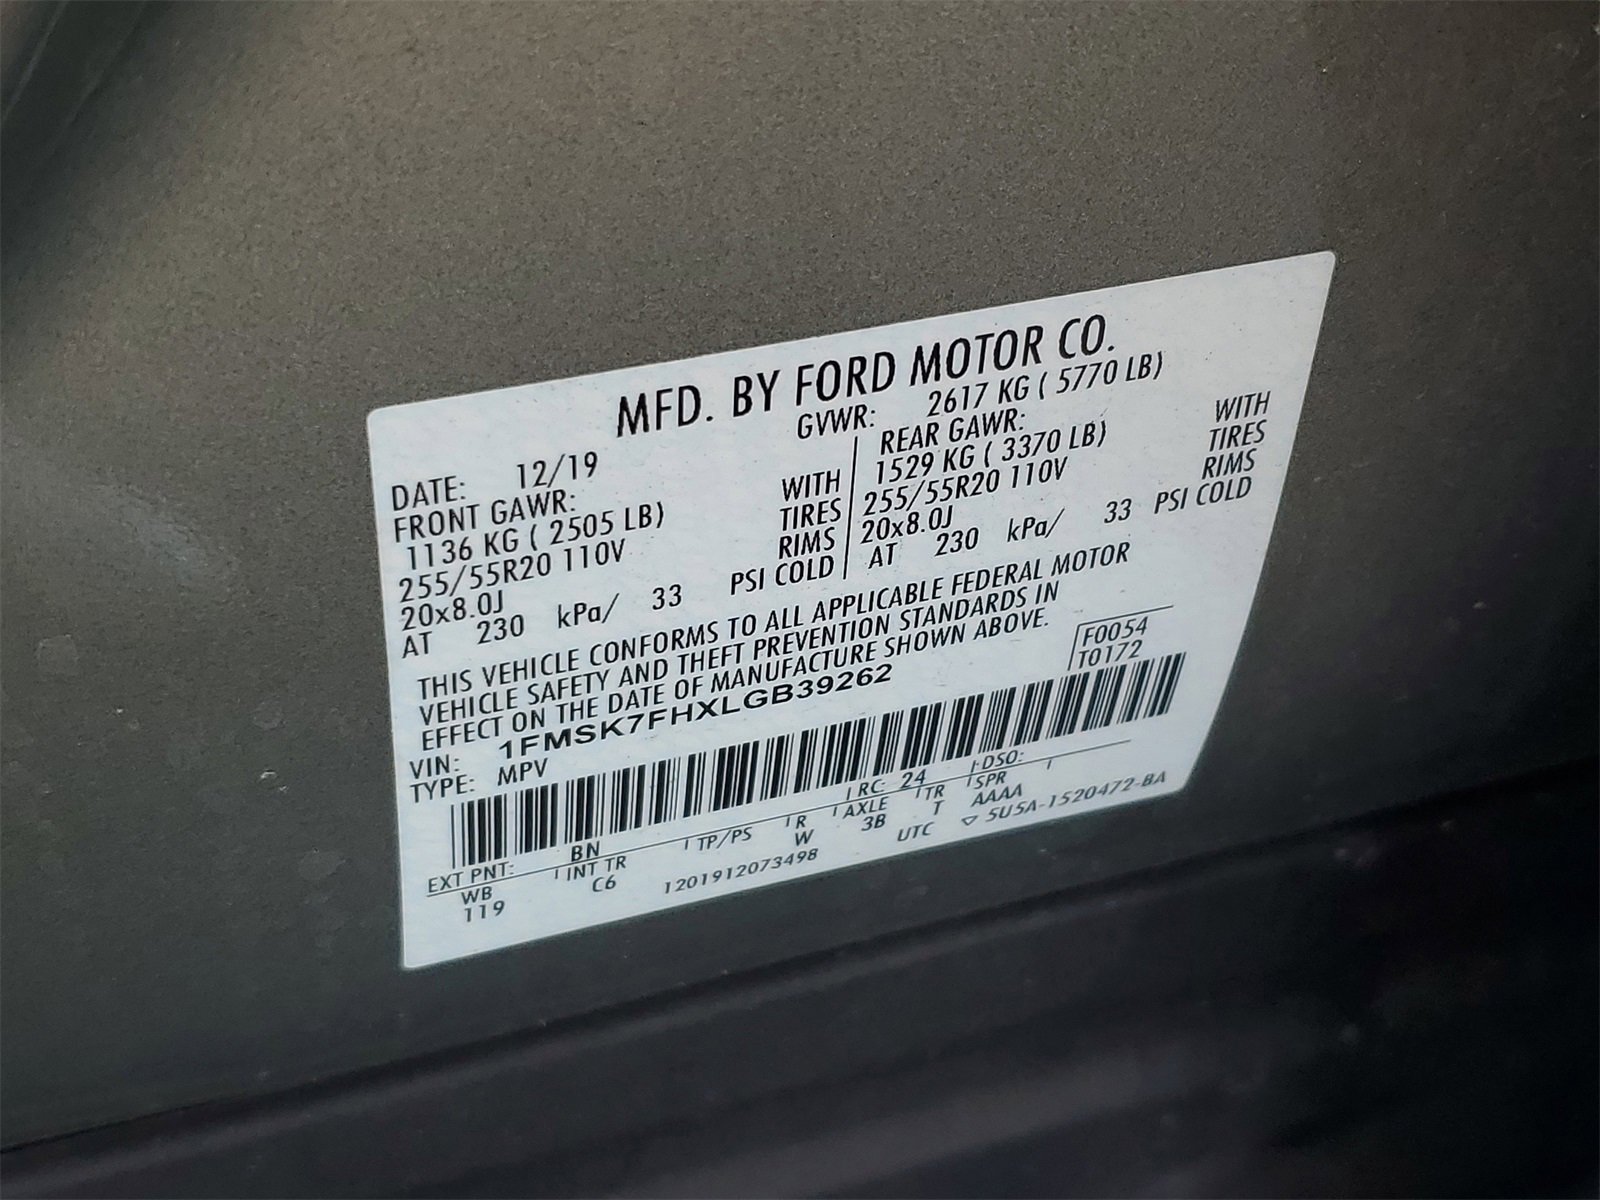 MFD. BY FORD MOTOR CO.
DATE: 12/19 GVWR: 2617 KG ( 5770 LB)
FRONT GAWR: REAR GAWR:
1136 KG ( 2505 LB) WITH 1529 KG ( 3370 LB) WITH
255/55R20 110V TIRES 255/55R20 110V TIRES
20x8.0J RIMS 20x8.0J RIMS
AT 230 kPa/ 33 PSI COLD AT 230 kPa/ 33 PSI COLD
THIS VEHICLE CONFORMS TO ALL APPLICABLE FEDERAL MOTOR
VEHICLE SAFETY AND THEFT PREVENTION STANDARDS IN
EFFECT ON THE DATE OF MANUFACTURE SHOWN ABOVE.
VIN: 1FMSK7FHXLGB39262 F0054
TYPE: MPV T0172
EXT PNT: BN RC: 24 DSO:
WB INT TR TP/PS R AXLE TR SPR
119 C6 W 3B T AAAA
1201912073498 UTC ▽ 5U5A-1520472-BA